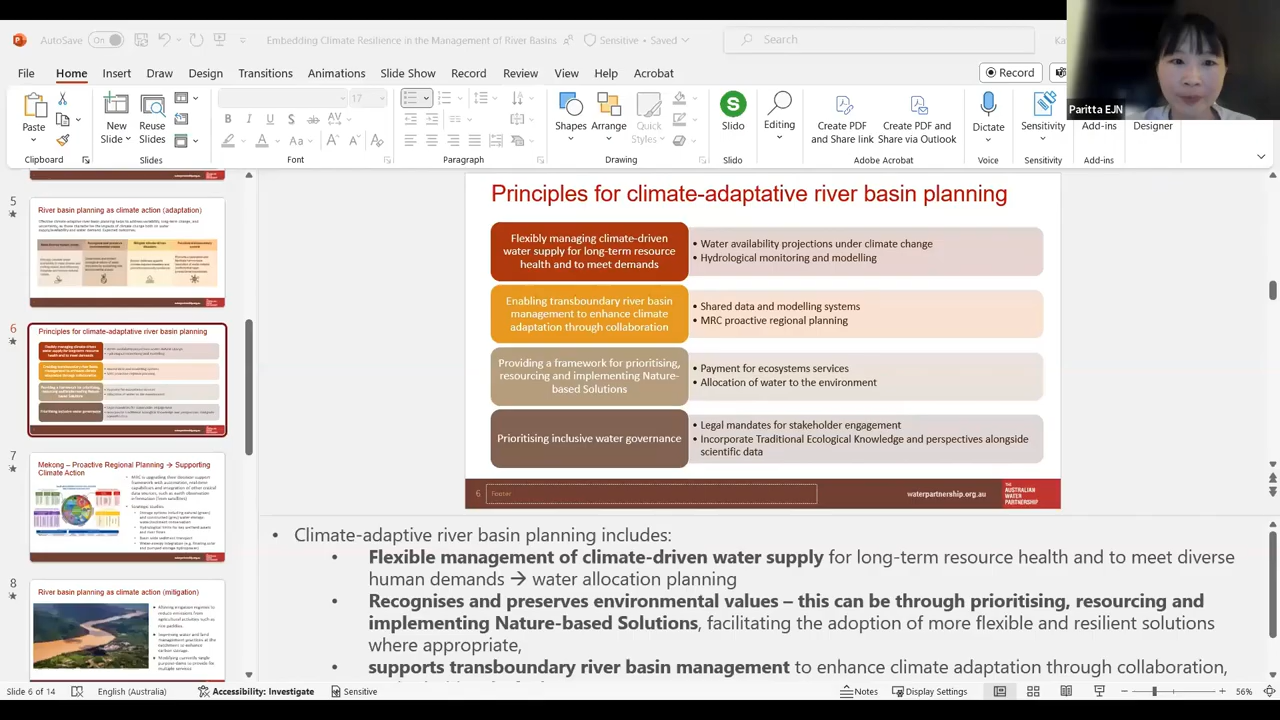 AutoSave
On
Embedding Climate Resilience in the Management of River Basins
Sensitive • Saved
Search
Paritta EJN
File
Home
Insert
Draw
Design
Transitions
Animations
Slide Show
Record
Review
View
Help
Acrobat
Record
Paste
New
Slide
Reuse
Slides
17
B
I
U
S
ab
AV
Aa
A
A
A
Shapes
Arrange
Quick
Styles
Slido
Editing
Create PDF
and Share link
Create PDF and
Share via Outlook
Dictate
Sensitivity
Add-ins
Designer
Clipboard
Slides
Font
Paragraph
Drawing
Slido
Adobe Acrobat
Voice
Sensitivity
Add-ins
5
River basin planning as climate action (adaptation)
6
Principles for climate-adaptative river basin planning
7
Mekong – Proactive Regional Planning → Supporting
Climate Action
8
River basin planning as climate action (mitigation)
Principles for climate-adaptative river basin planning
Flexibly managing climate-driven
water supply for long-term resource
health and to meet demands
• Water availability projections under climate change
• Hydrological monitoring and modelling
Enabling transboundary river basin
management to enhance climate
adaptation through collaboration
• Shared data and modelling systems
• MRC proactive regional planning
Providing a framework for prioritising,
resourcing and implementing Nature-
based Solutions
• Payment for ecosystem services
• Allocation of water to the environment
Prioritising inclusive water governance
• Legal mandates for stakeholder engagement
• Incorporate Traditional Ecological Knowledge and perspectives alongside
scientific data
6
Footer
waterpartnership.org.au
THE
AUSTRALIAN
WATER
PARTNERSHIP
• Climate-adaptive river basin planning includes:
• Flexible management of climate-driven water supply for long-term resource health and to meet diverse
human demands → water allocation planning
• Recognises and preserves environmental values – this can be through prioritising, resourcing and
implementing Nature-based Solutions, facilitating the adoption of more flexible and resilient solutions
where appropriate,
• supports transboundary river basin management to enhance climate adaptation through collaboration,
Slide 6 of 14
English (Australia)
Accessibility: Investigate
Sensitive
Notes
Display Settings
56%